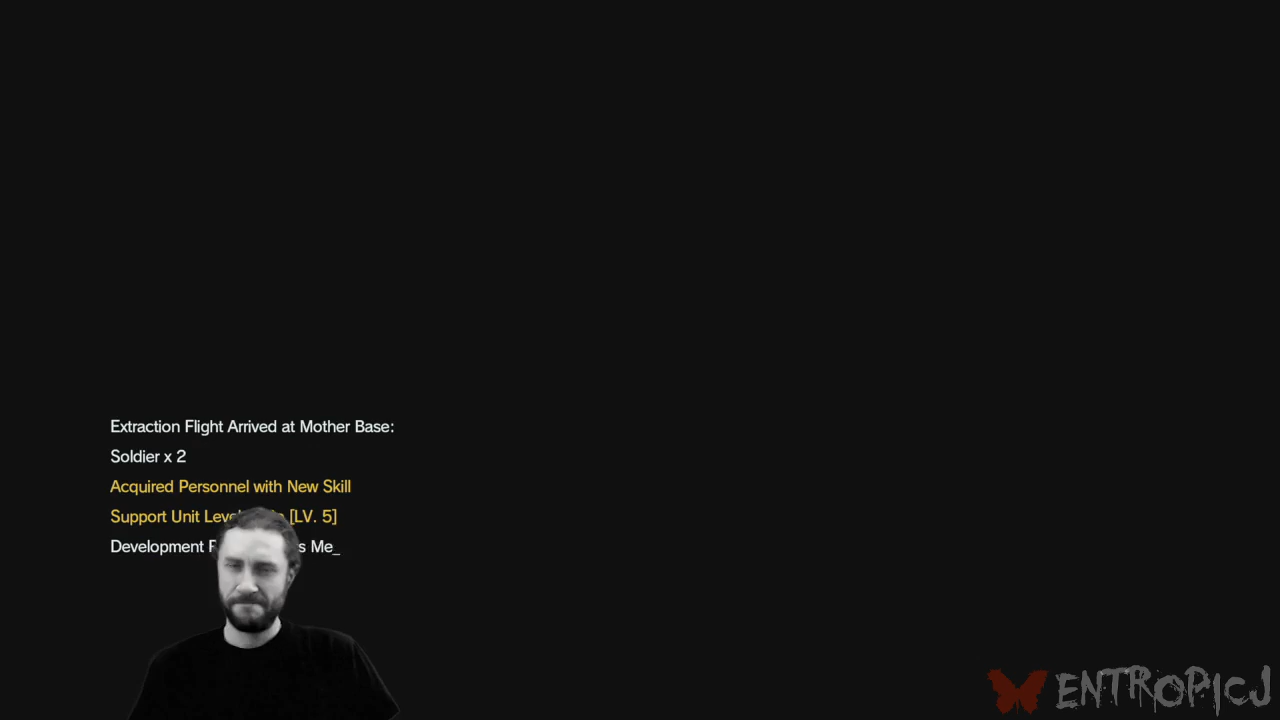 Extraction Flight Arrived at Mother Base:
Soldier x 2
Acquired Personnel with New Skill
Support Unit [LV. 5]
Development Me_
ENTROPICJ